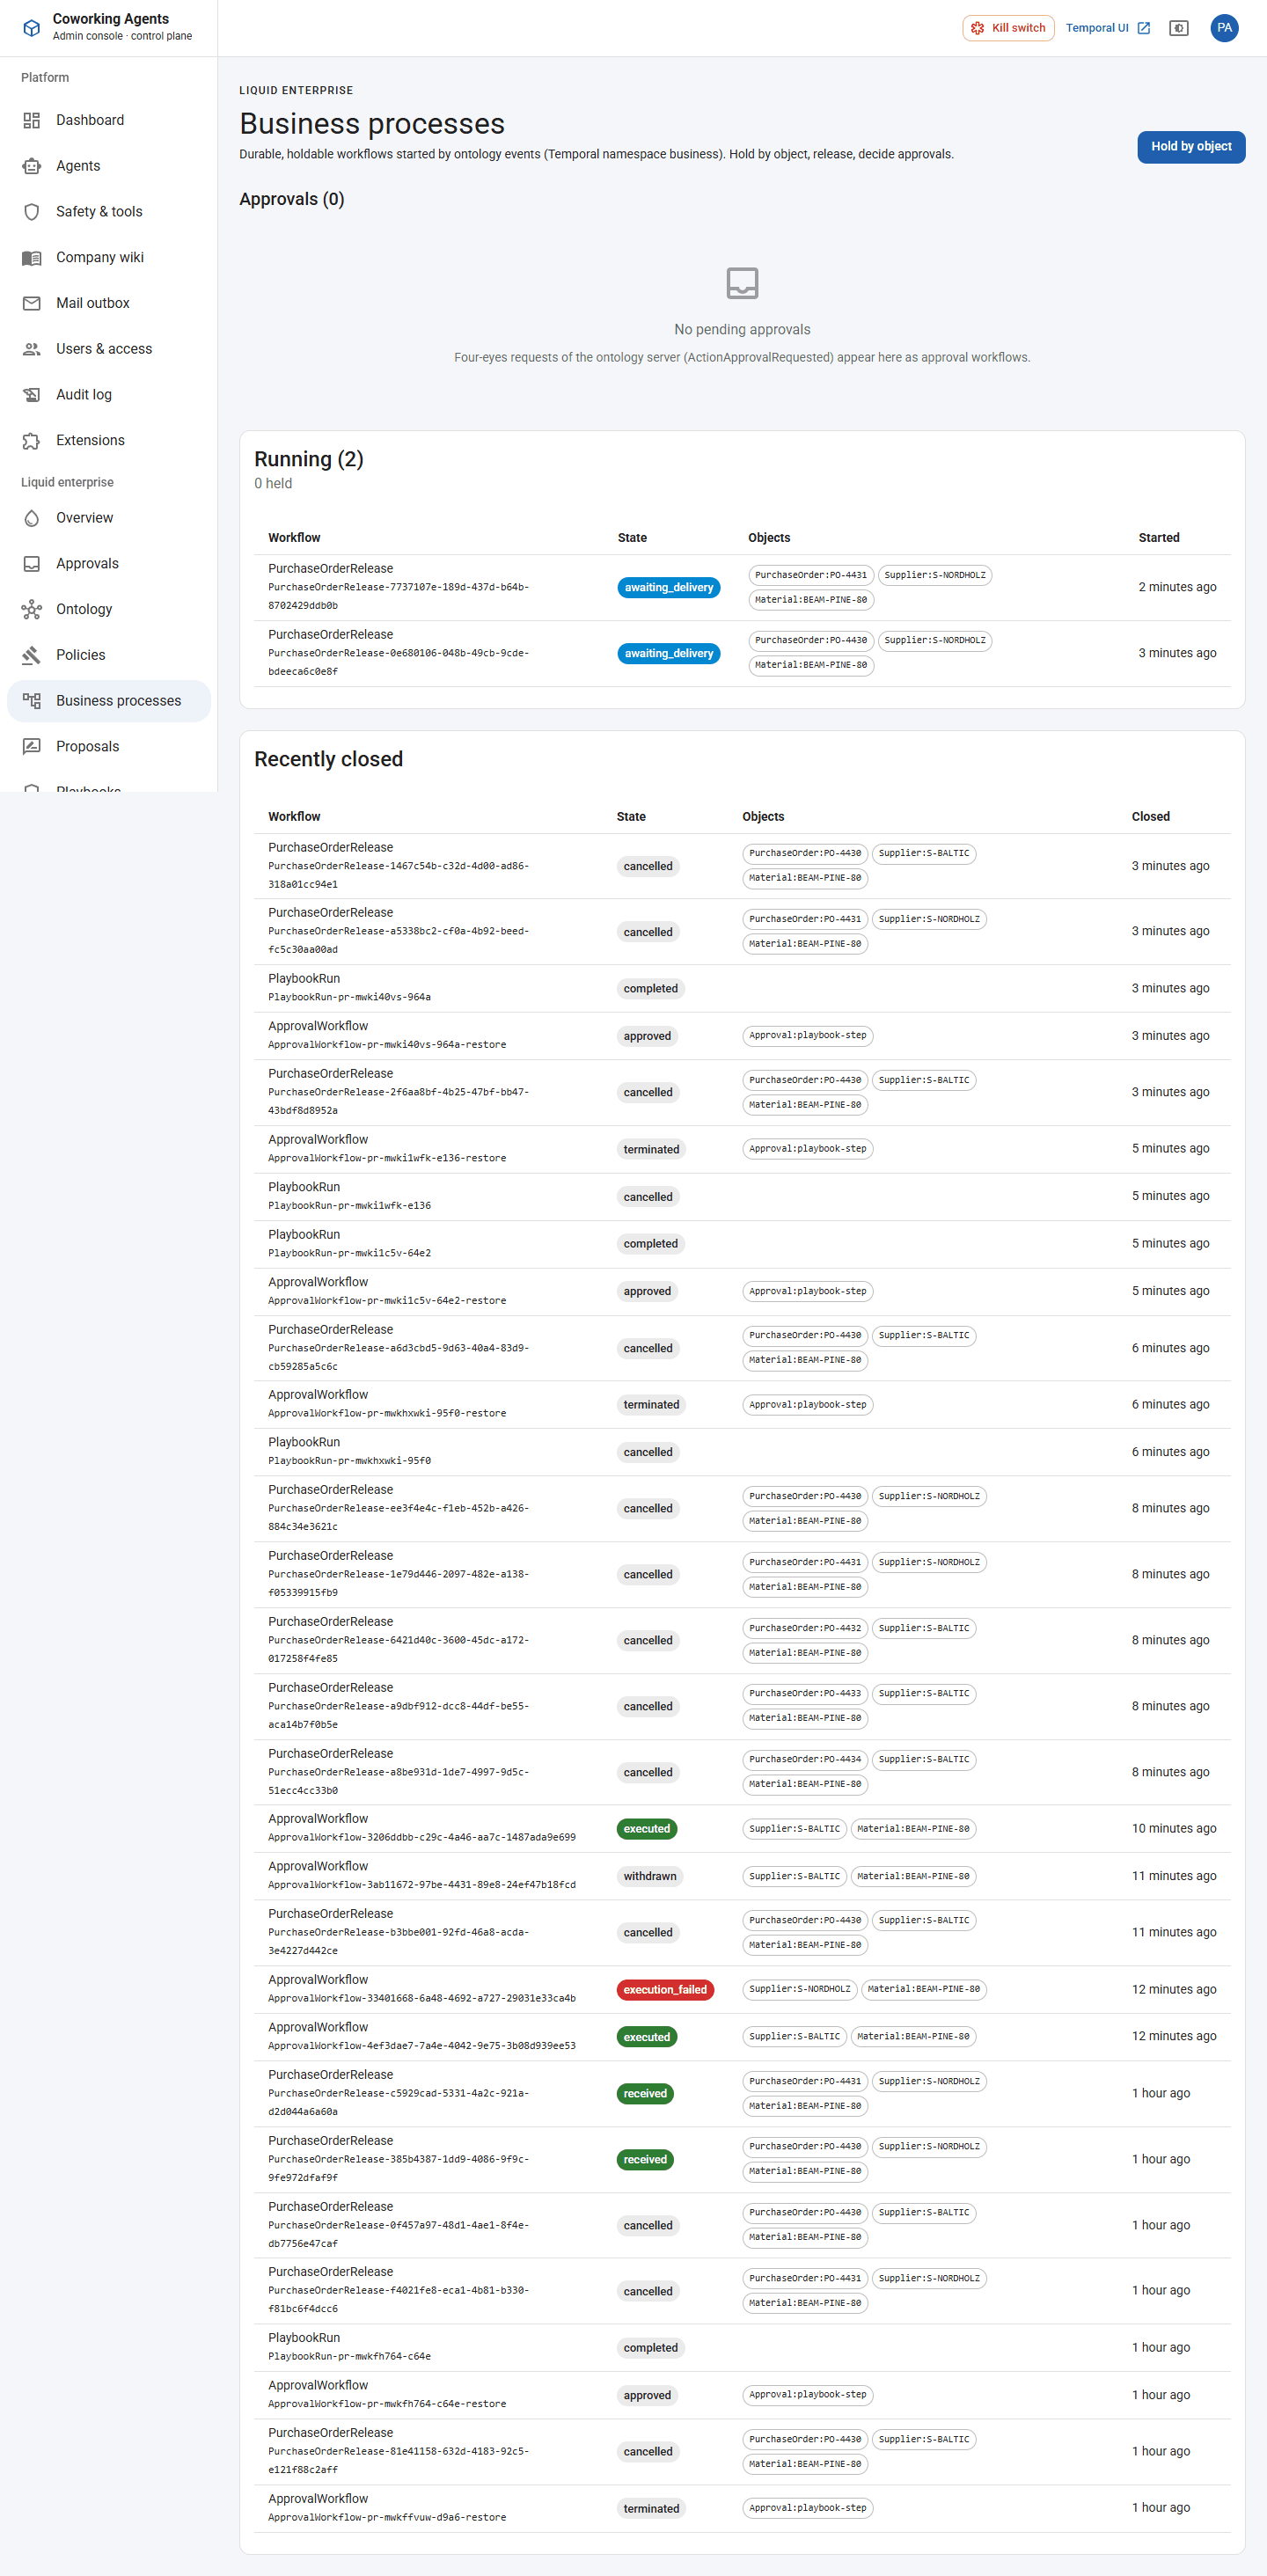 Coworking Agents
Admin console · control plane
Kill switch
Temporal UI
PA
Platform
Dashboard
Agents
Safety & tools
Company wiki
Mail outbox
Users & access
Audit log
Extensions
Liquid enterprise
Overview
Approvals
Ontology
Policies
Business processes
Proposals
Playbooks
LIQUID ENTERPRISE
Business processes
Durable, holdable workflows started by ontology events (Temporal namespace business). Hold by object, release, decide approvals.
Hold by object
Approvals (0)
No pending approvals
Four-eyes requests of the ontology server (ActionApprovalRequested) appear here as approval workflows.
Running (2)
0 held
Workflow State Objects Started
PurchaseOrderRelease
PurchaseOrderRelease-7737107e-189d-437d-b64b-
8702429ddb0b
awaiting_delivery
PurchaseOrder:PO-4431 Supplier:S-NORDHOLZ
Material:BEAM-PINE-80
2 minutes ago
PurchaseOrderRelease
PurchaseOrderRelease-0e680106-048b-49cb-9cde-
bdeeca6c0e8f
awaiting_delivery
PurchaseOrder:PO-4430 Supplier:S-NORDHOLZ
Material:BEAM-PINE-80
3 minutes ago
Recently closed
Workflow State Objects Closed
PurchaseOrderRelease
PurchaseOrderRelease-1467c54b-c32d-4d00-ad86-
318a01cc94e1
cancelled
PurchaseOrder:PO-4430 Supplier:S-BALTIC
Material:BEAM-PINE-80
3 minutes ago
PurchaseOrderRelease
PurchaseOrderRelease-a5338bc2-cf0a-4b92-beed-
fc5c30aa00ad
cancelled
PurchaseOrder:PO-4431 Supplier:S-NORDHOLZ
Material:BEAM-PINE-80
3 minutes ago
PlaybookRun
PlaybookRun-pr-mwki40vs-964a
completed
3 minutes ago
ApprovalWorkflow
ApprovalWorkflow-pr-mwki40vs-964a-restore
approved
Approval:playbook-step
3 minutes ago
PurchaseOrderRelease
PurchaseOrderRelease-2f6aa8bf-4b25-47bf-bb47-
43bdf8d8952a
cancelled
PurchaseOrder:PO-4430 Supplier:S-BALTIC
Material:BEAM-PINE-80
3 minutes ago
ApprovalWorkflow
ApprovalWorkflow-pr-mwki1wfk-e136-restore
terminated
Approval:playbook-step
5 minutes ago
PlaybookRun
PlaybookRun-pr-mwki1wfk-e136
cancelled
5 minutes ago
PlaybookRun
PlaybookRun-pr-mwki1c5v-64e2
completed
5 minutes ago
ApprovalWorkflow
ApprovalWorkflow-pr-mwki1c5v-64e2-restore
approved
Approval:playbook-step
5 minutes ago
PurchaseOrderRelease
PurchaseOrderRelease-a6d3cbd5-9d63-40a4-83d9-
cb59285a5c6c
cancelled
PurchaseOrder:PO-4430 Supplier:S-BALTIC
Material:BEAM-PINE-80
6 minutes ago
ApprovalWorkflow
ApprovalWorkflow-pr-mwkhxwki-95f0-restore
terminated
Approval:playbook-step
6 minutes ago
PlaybookRun
PlaybookRun-pr-mwkhxwki-95f0
cancelled
6 minutes ago
PurchaseOrderRelease
PurchaseOrderRelease-ee3f4e4c-f1eb-452b-a426-
884c34e3621c
cancelled
PurchaseOrder:PO-4430 Supplier:S-NORDHOLZ
Material:BEAM-PINE-80
8 minutes ago
PurchaseOrderRelease
PurchaseOrderRelease-1e79d446-2097-482e-a138-
f05339915fb9
cancelled
PurchaseOrder:PO-4431 Supplier:S-NORDHOLZ
Material:BEAM-PINE-80
8 minutes ago
PurchaseOrderRelease
PurchaseOrderRelease-6421d40c-3600-45dc-a172-
017258f4fe85
cancelled
PurchaseOrder:PO-4432 Supplier:S-BALTIC
Material:BEAM-PINE-80
8 minutes ago
PurchaseOrderRelease
PurchaseOrderRelease-a9dbf912-dcc8-44df-be55-
aca14b7f0b5e
cancelled
PurchaseOrder:PO-4433 Supplier:S-BALTIC
Material:BEAM-PINE-80
8 minutes ago
PurchaseOrderRelease
PurchaseOrderRelease-a8be931d-1de7-4997-9d5c-
51ecc4cc33b0
cancelled
PurchaseOrder:PO-4434 Supplier:S-BALTIC
Material:BEAM-PINE-80
8 minutes ago
ApprovalWorkflow
ApprovalWorkflow-3206ddbb-c29c-4a46-aa7c-1487ada9e699
executed
Supplier:S-BALTIC Material:BEAM-PINE-80
10 minutes ago
ApprovalWorkflow
ApprovalWorkflow-3ab11672-97be-4431-89e8-24ef47b18fcd
withdrawn
Supplier:S-BALTIC Material:BEAM-PINE-80
11 minutes ago
PurchaseOrderRelease
PurchaseOrderRelease-b3bbe001-92fd-46a8-acda-
3e4227d442ce
cancelled
PurchaseOrder:PO-4430 Supplier:S-BALTIC
Material:BEAM-PINE-80
11 minutes ago
ApprovalWorkflow
ApprovalWorkflow-33401668-6a48-4692-a727-29031e33ca4b
execution_failed
Supplier:S-NORDHOLZ Material:BEAM-PINE-80
12 minutes ago
ApprovalWorkflow
ApprovalWorkflow-4ef3dae7-7a4e-4042-9e75-3b08d939ee53
executed
Supplier:S-BALTIC Material:BEAM-PINE-80
12 minutes ago
PurchaseOrderRelease
PurchaseOrderRelease-c5929cad-5331-4a2c-921a-
d2d044a6a60a
received
PurchaseOrder:PO-4431 Supplier:S-NORDHOLZ
Material:BEAM-PINE-80
1 hour ago
PurchaseOrderRelease
PurchaseOrderRelease-385b4387-1dd9-4086-9f9c-
9fe972dfaf9f
received
PurchaseOrder:PO-4430 Supplier:S-NORDHOLZ
Material:BEAM-PINE-80
1 hour ago
PurchaseOrderRelease
PurchaseOrderRelease-0f457a97-48d1-4ae1-8f4e-
db7756e47caf
cancelled
PurchaseOrder:PO-4430 Supplier:S-BALTIC
Material:BEAM-PINE-80
1 hour ago
PurchaseOrderRelease
PurchaseOrderRelease-f4021fe8-eca1-4b81-b330-
f81bc6f4dcc6
cancelled
PurchaseOrder:PO-4431 Supplier:S-NORDHOLZ
Material:BEAM-PINE-80
1 hour ago
PlaybookRun
PlaybookRun-pr-mwkfh764-c64e
completed
1 hour ago
ApprovalWorkflow
ApprovalWorkflow-pr-mwkfh764-c64e-restore
approved
Approval:playbook-step
1 hour ago
PurchaseOrderRelease
PurchaseOrderRelease-81e41158-632d-4183-92c5-
e121f88c2aff
cancelled
PurchaseOrder:PO-4430 Supplier:S-BALTIC
Material:BEAM-PINE-80
1 hour ago
ApprovalWorkflow
ApprovalWorkflow-pr-mwkffvuw-d9a6-restore
terminated
Approval:playbook-step
1 hour ago